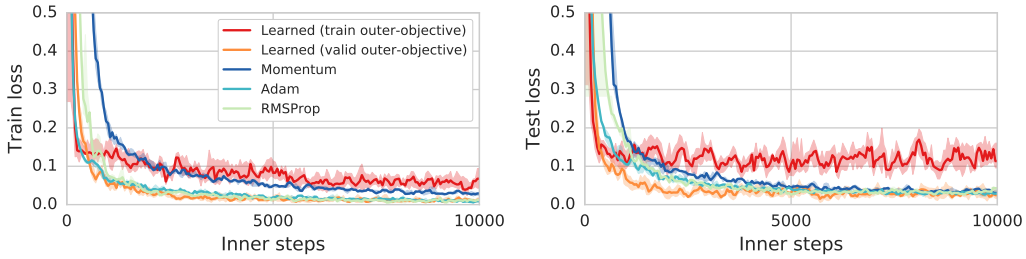 Train loss
0.5
0.4
0.3
0.2
0.1
0.0
0
5000
10000
Inner steps
Learned (train outer-objective)
Learned (valid outer-objective)
Momentum
Adam
RMSProp
Test loss
0.5
0.4
0.3
0.2
0.1
0.0
0
5000
10000
Inner steps